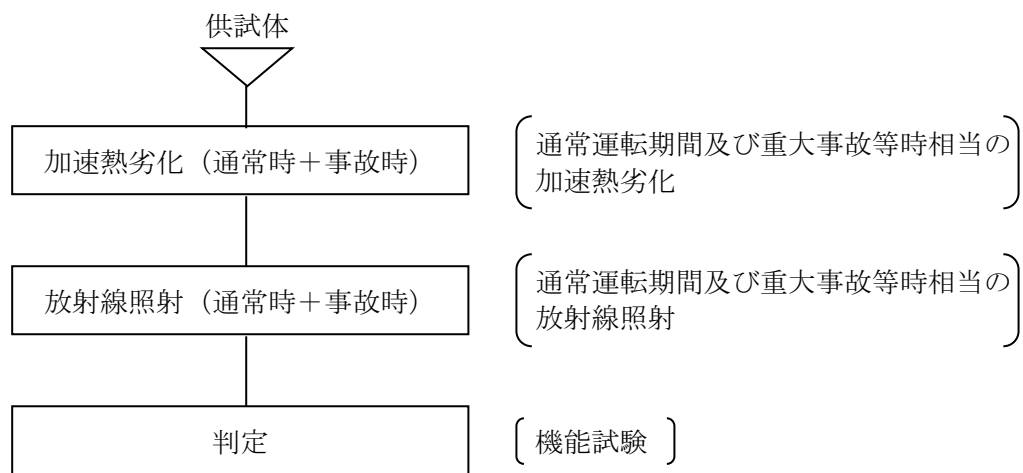 供試体
加速熱劣化（通常時＋事故時）
通常運転期間及び重大事故等時相当の
加速熱劣化
放射線照射（通常時＋事故時）
通常運転期間及び重大事故等時相当の
放射線照射
判定
機能試験